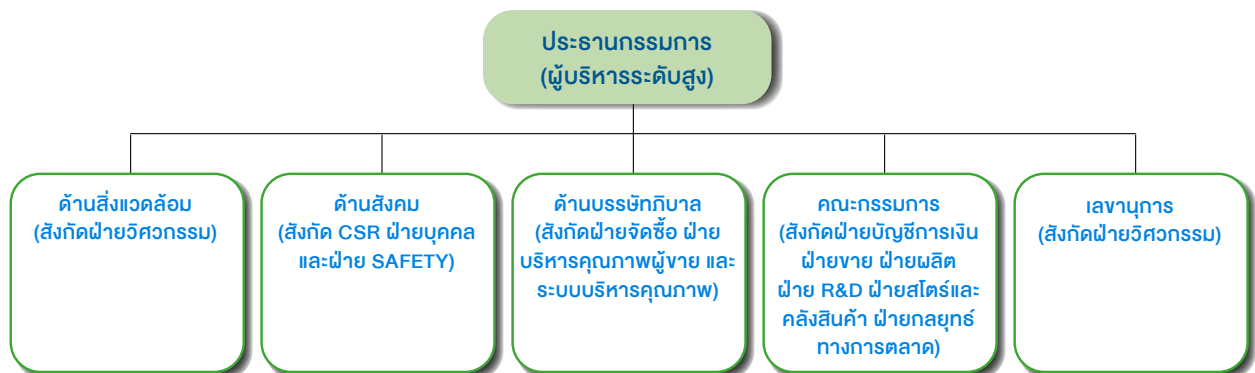 ประธานกรรมการ
(ผู้บริหารระดับสูง)
ด้านสิ่งแวดล้อม
(สังกัดฝ่ายวิศวกรรม)
ด้านสังคม
(สังกัด CSR ฝ่ายบุคคล
และฝ่าย SAFETY)
ด้านบรรษัทภิบาล
(สังกัดฝ่ายจัดซื้อ ฝ่าย
บริหารคุณภาพผู้ขาย และ
ระบบบริหารคุณภาพ)
คณะกรรมการ
(สังกัดฝ่ายบัญชีการเงิน
ฝ่ายขาย ฝ่ายผลิต
ฝ่าย R&D ฝ่ายสโตร์และ
คลังสินค้า ฝ่ายกลยุทธ์
ทางการตลาด)
เลขานุการ
(สังกัดฝ่ายวิศวกรรม)